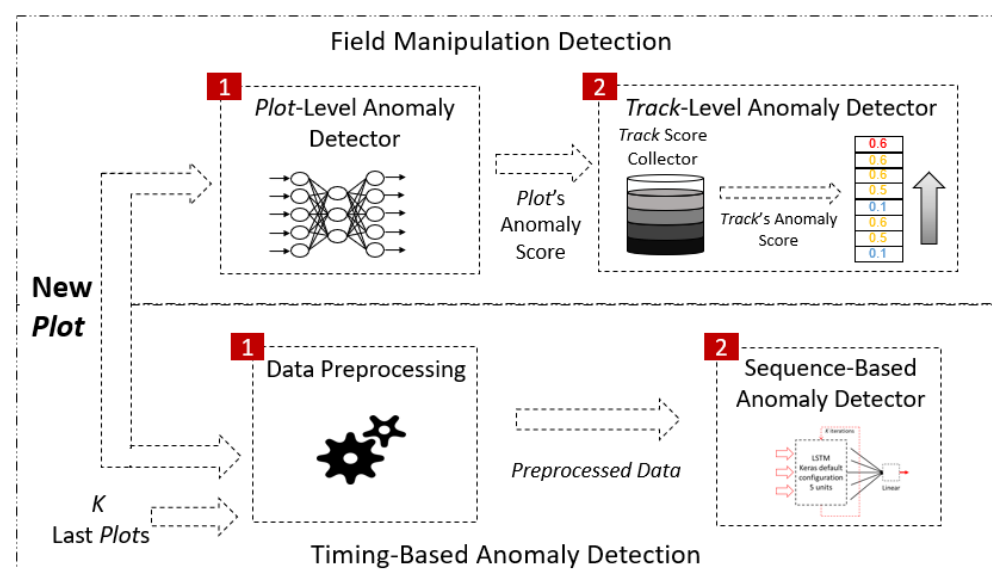 Field Manipulation Detection
1
Plot-Level Anomaly
Detector
Plot's
Anomaly
Score
2
Track-Level Anomaly Detector
Track Score
Collector
Track's Anomaly
Score
0.6
0.6
0.6
0.5
0.1
0.6
0.5
0.1
New
Plot
K
Last Plots
1
Data Preprocessing
Preprocessed Data
2
Sequence-Based
Anomaly Detector
K iterations
LSTM
Keras default
configuration
5 units
Linear
Timing-Based Anomaly Detection